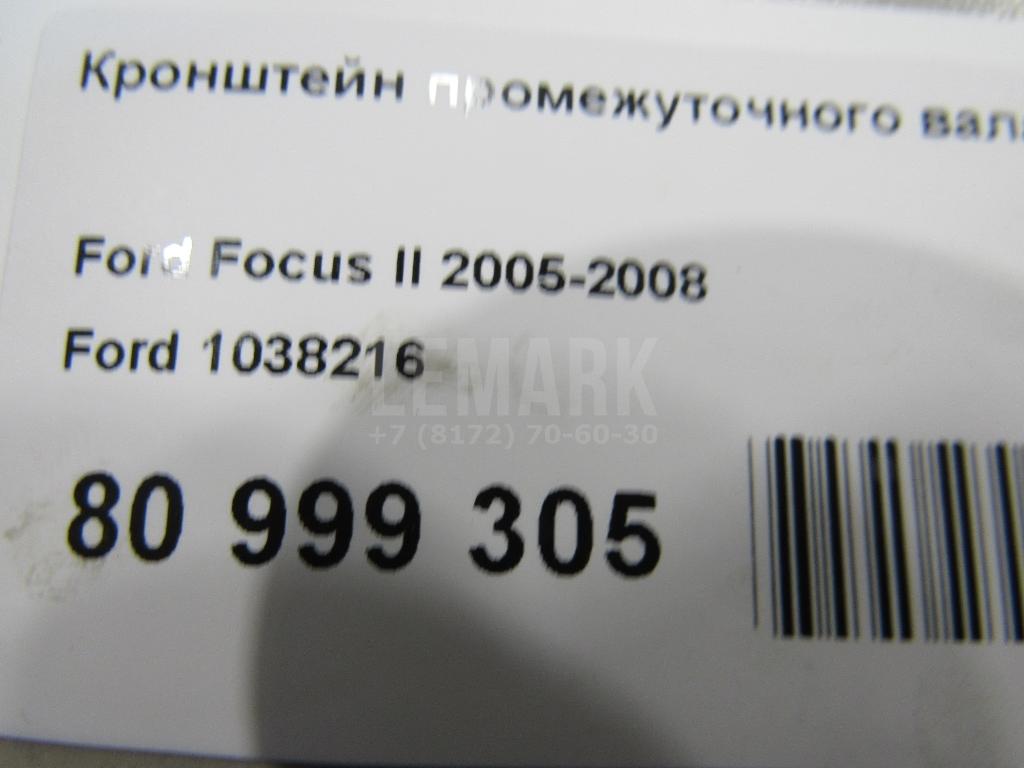 Кронштейн промежуточного вала
Ford Focus II 2005-2008
Ford 1038216
LEMARK
+7 (8172) 70-60-30
80 999 305